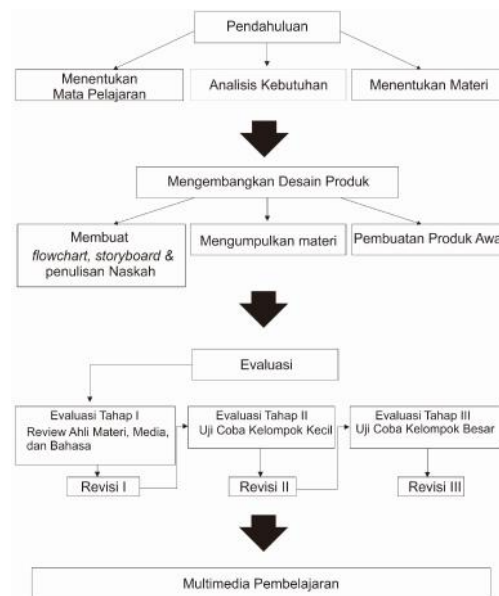 Pendahuluan
Menentukan
Mata Pelajaran
Analisis Kebutuhan
Menentukan Materi
Mengembangkan Desain Produk
Membuat
flowchart, storyboard &
penulisan Naskah
Mengumpulkan materi
Pembuatan Produk Awa
Evaluasi
Evaluasi Tahap I
Review Ahli Materi, Media,
dan Bahasa
Evaluasi Tahap II
Uji Coba Kelompok Kecil
Evaluasi Tahap III
Uji Coba Kelompok Besar
Revisi I
Revisi II
Revisi III
Multimedia Pembelajaran